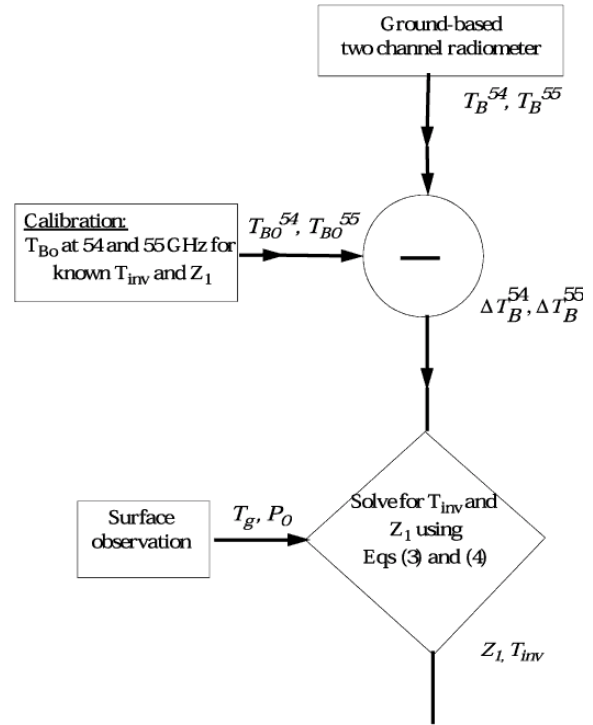 Ground-based
two channel radiometer
T_B^54, T_B^55
Calibration:
T_Bo at 54 and 55 GHz for
known T_inv and Z_1
T_BO^54, T_BO^55
—
ΔT_B^54, ΔT_B^55
Surface
observation
T_g, P_0
Solve for T_inv and
Z_1 using
Eqs (3) and (4)
Z_1, T_inv